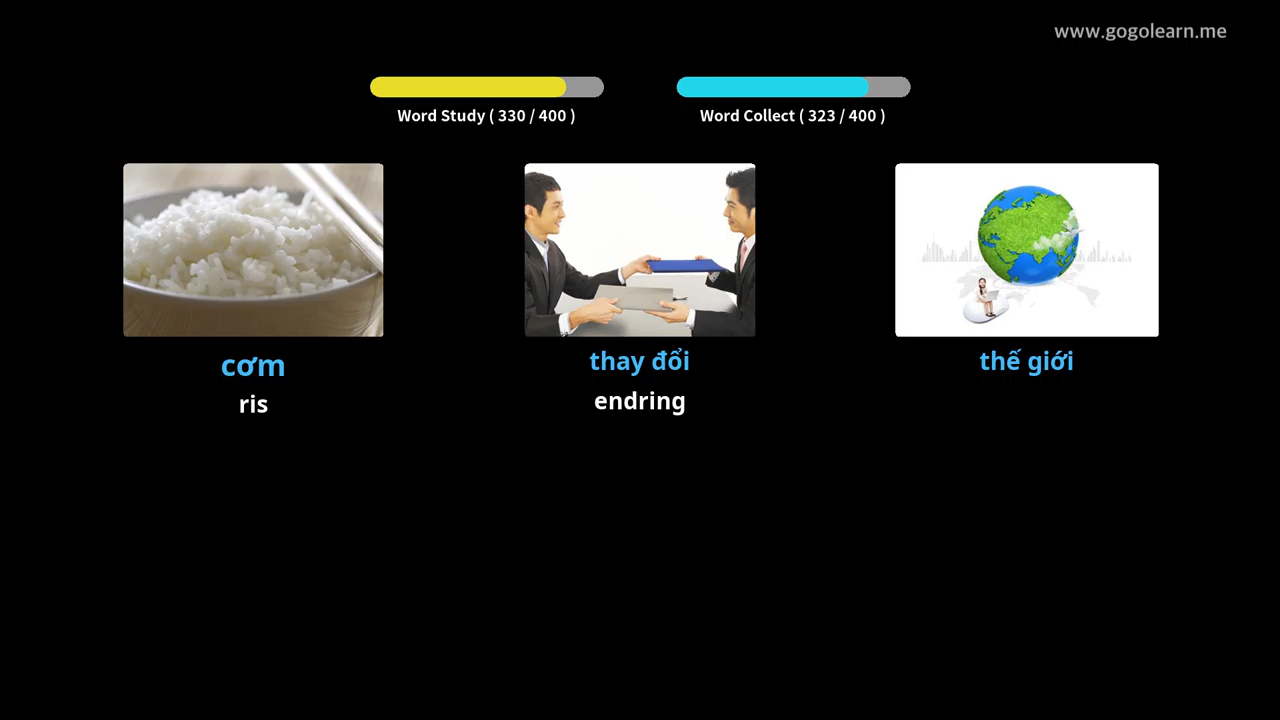 www.gogolearn.me
Word Study ( 330 / 400 )
Word Collect ( 323 / 400 )
cơm
thay đổi
thế giới
ris
endring